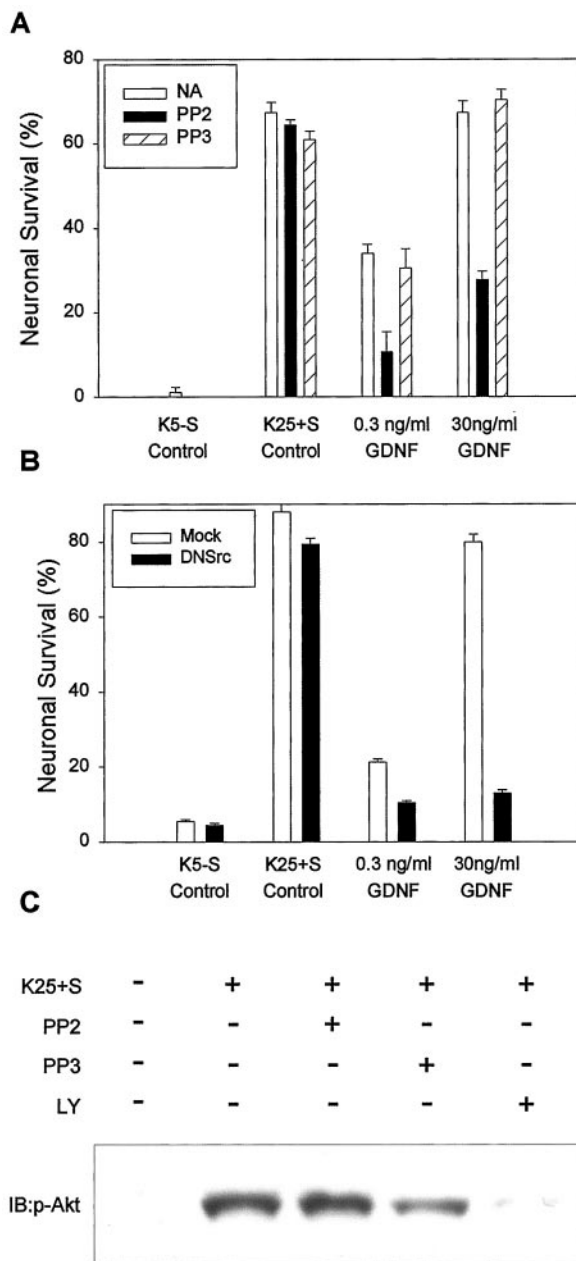 A
80
60
40
20
0
Neuronal Survival (%)
NA
PP2
PP3
K5-S
Control
K25+S
Control
0.3 ng/ml
GDNF
30ng/ml
GDNF
B
80
60
40
20
0
Neuronal Survival (%)
Mock
DNSrc
K5-S
Control
K25+S
Control
0.3 ng/ml
GDNF
30ng/ml
GDNF
C
K25+S - + + + +
PP2 - - + - -
PP3 - - - + -
LY - - - - +
IB:p-Akt